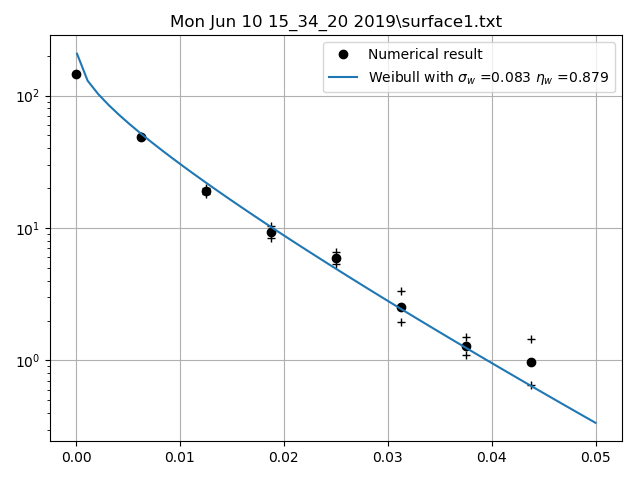 Mon Jun 10 15_34_20 2019\surface1.txt
Numerical result
Weibull with σw =0.083 ηw =0.879
10²
10¹
10⁰
0.00 0.01 0.02 0.03 0.04 0.05